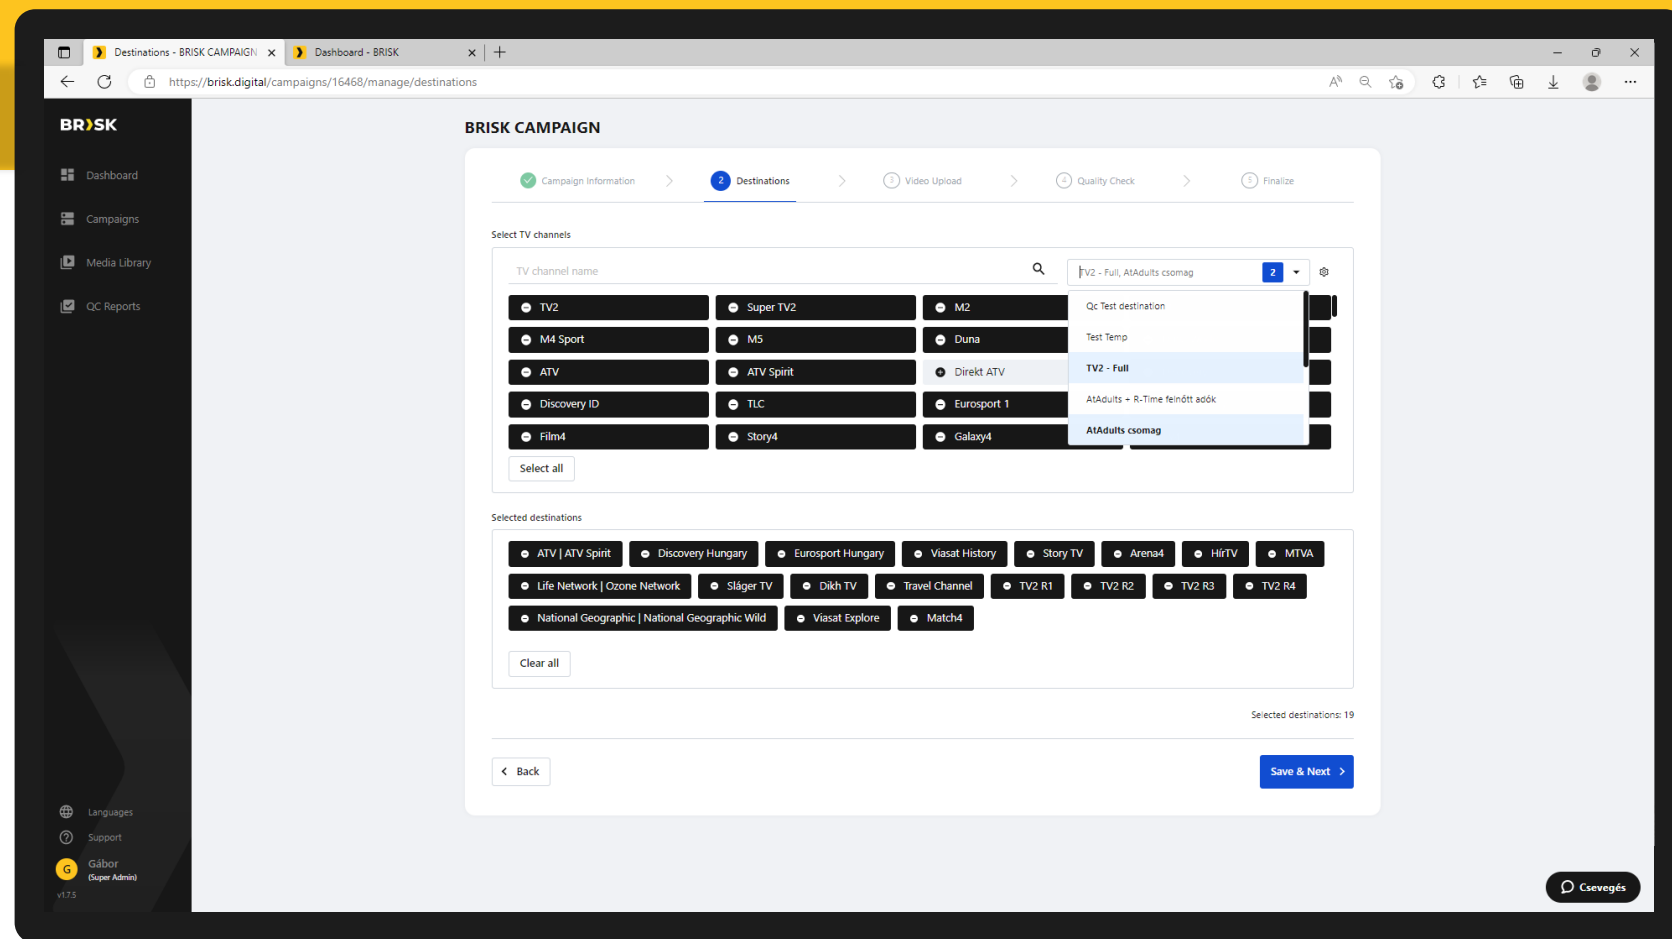 Destinations - BRISK CAMPAIGN
Dashboard - BRISK
https://brisk.digital/campaigns/16468/manage/destinations
BRISK
Dashboard
Campaigns
Media Library
QC Reports
Languages
Support
G
Gábor
(Super Admin)
v1.7.5
BRISK CAMPAIGN
Campaign Information
2 Destinations
3 Video Upload
4 Quality Check
5 Finalize
Select TV channels
TV channel name
TV2 - Full, AtAdults csomag 2
Qc Test destination
Test Temp
TV2 - Full
AtAdults + R-Time felnőtt adók
AtAdults csomag
TV2 Super TV2 M2
M4 Sport M5 Duna
ATV ATV Spirit Direkt ATV
Discovery ID TLC Eurosport 1
Film4 Story4 Galaxy4
Select all
Selected destinations
ATV | ATV Spirit Discovery Hungary Eurosport Hungary Viasat History Story TV Arena4 HírTV MTVA
Life Network | Ozone Network Sláger TV Dikh TV Travel Channel TV2 R1 TV2 R2 TV2 R3 TV2 R4
National Geographic | National Geographic Wild Viasat Explore Match4
Clear all
Selected destinations: 19
Back
Save & Next
Csevegés